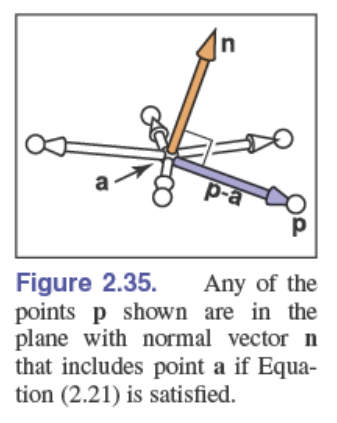 n
a
p-a
p
Figure 2.35. Any of the
points p shown are in the
plane with normal vector n
that includes point a if Equa-
tion (2.21) is satisfied.